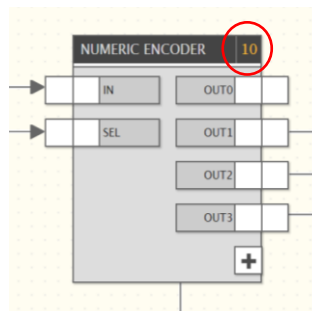 NUMERIC ENCODER 10
IN OUT0
SEL OUT1
OUT2
OUT3
+